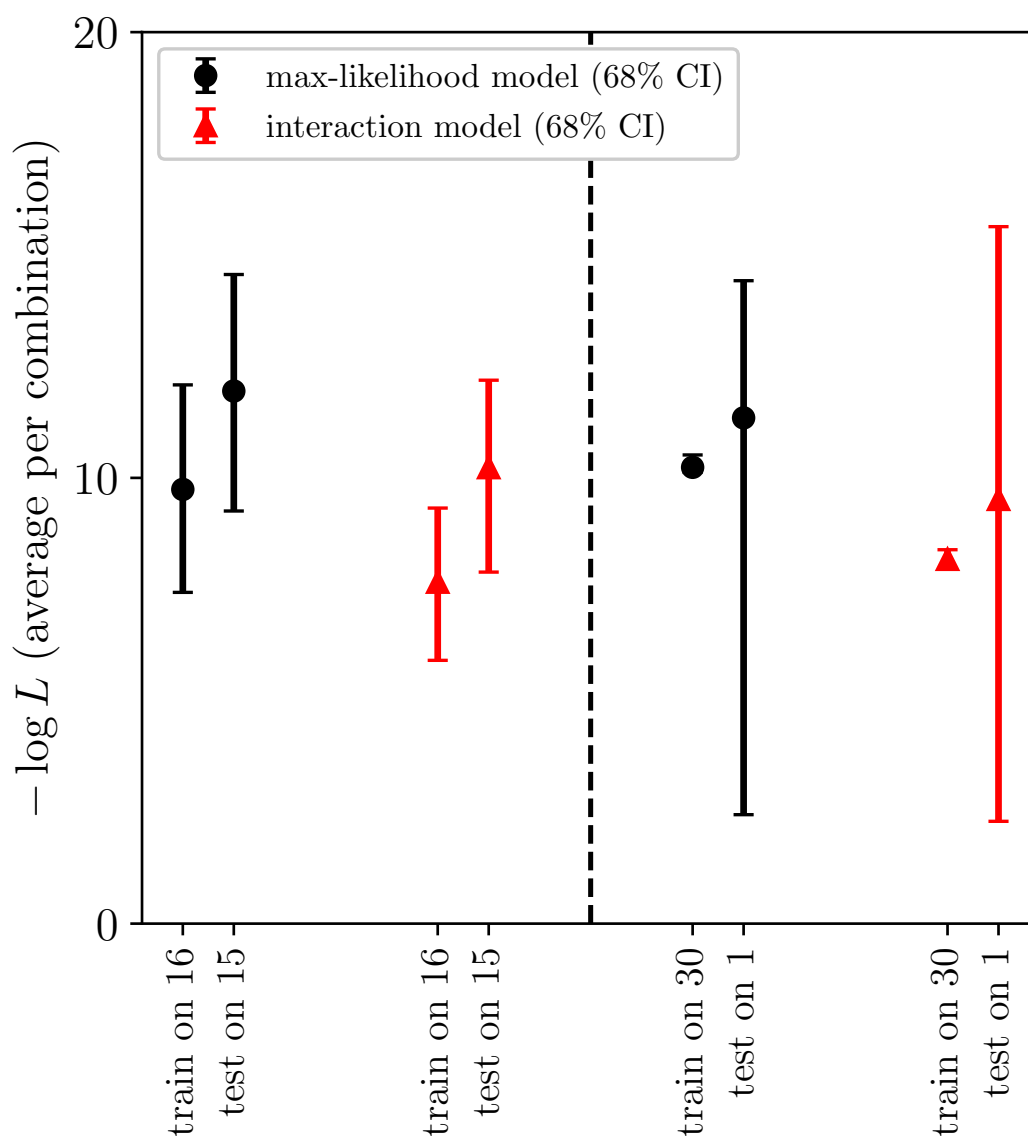 20
10
0
− log L (average per combination)
max-likelihood model (68% CI)
interaction model (68% CI)
train on 16
test on 15
train on 16
test on 15
train on 30
test on 1
train on 30
test on 1